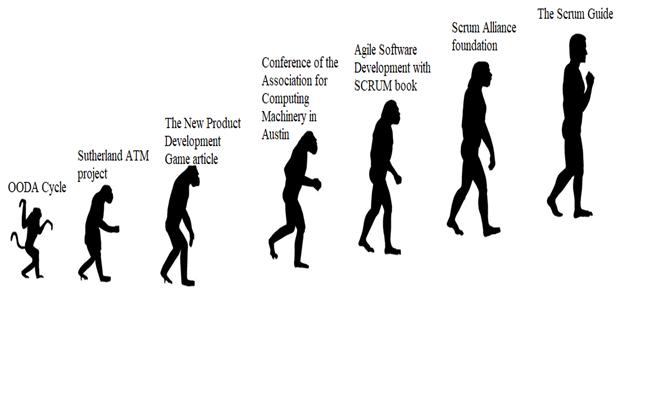 OODA Cycle
Sutherland ATM
project
The New Product
Development
Game article
Conference of the
Association for
Computing
Machinery in
Austin
Agile Software
Development with
SCRUM book
Scrum Alliance
foundation
The Scrum Guide